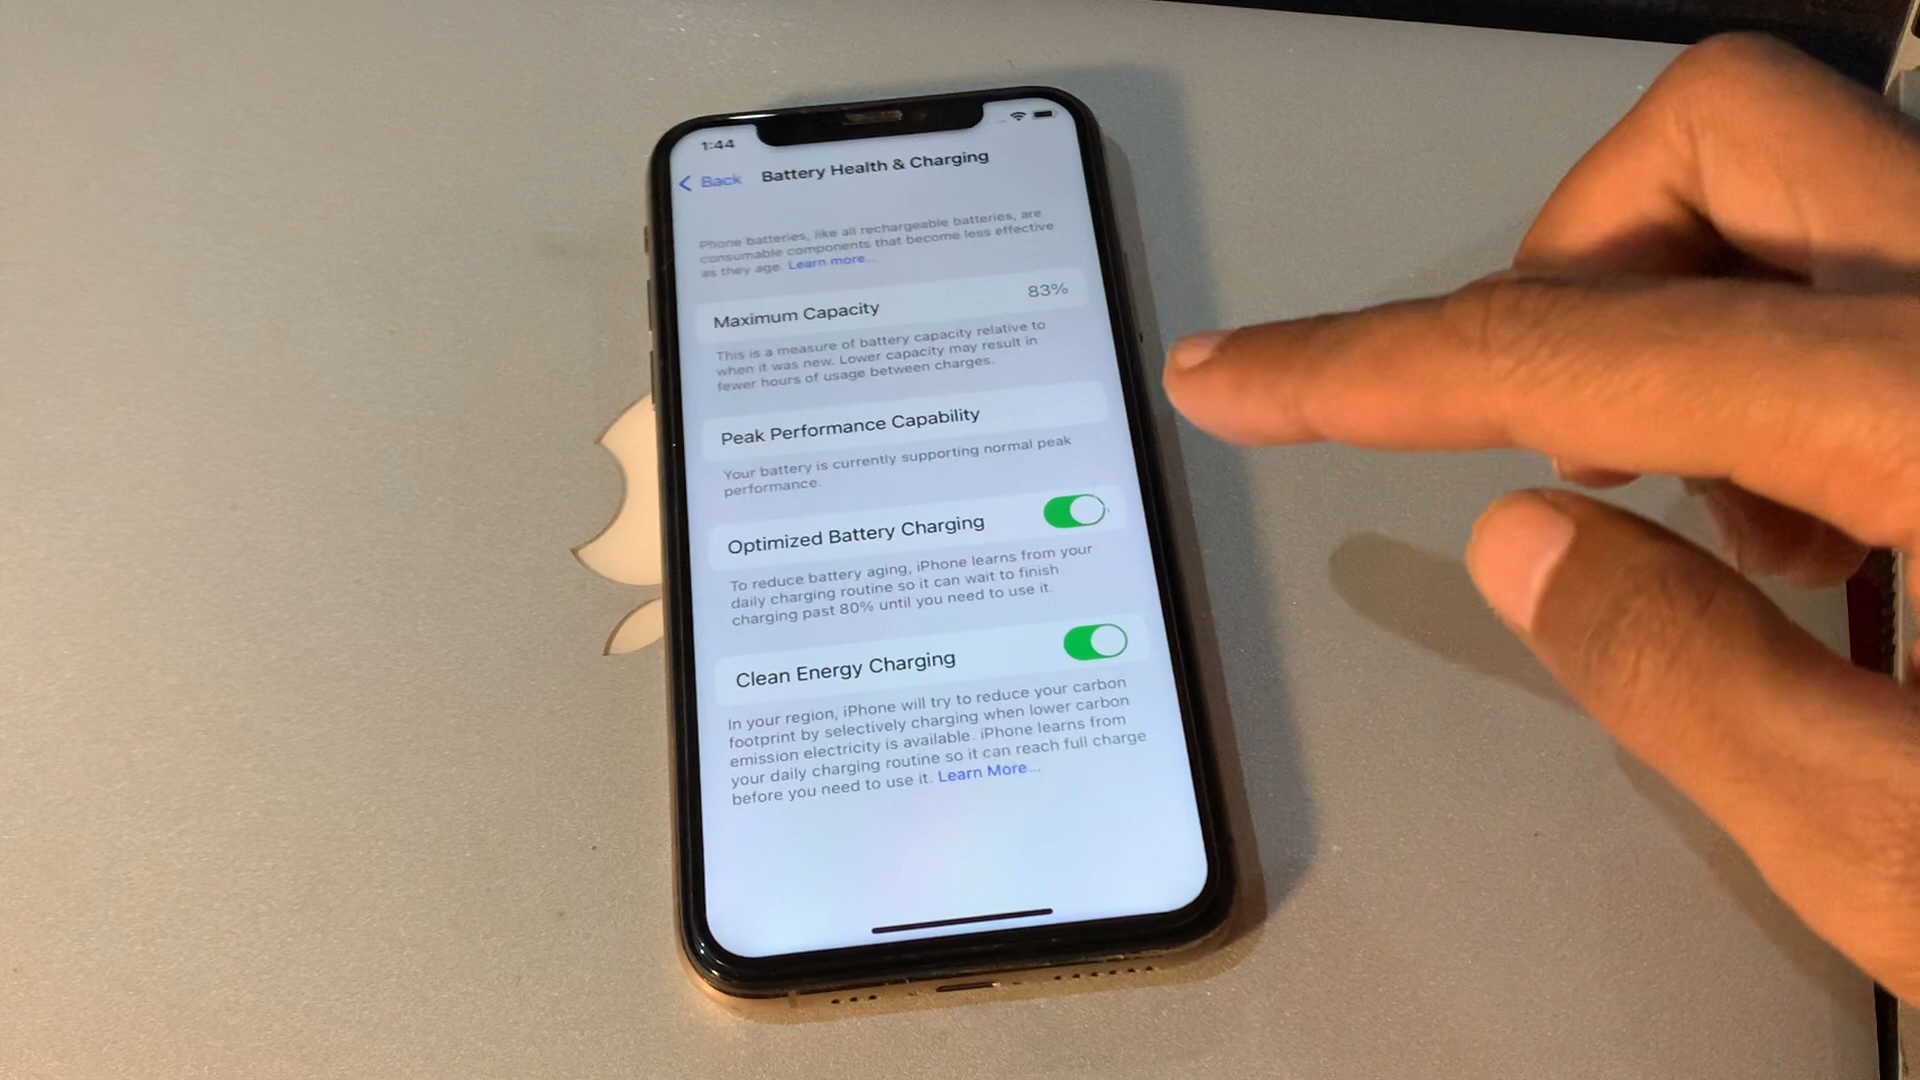 1:44
Back
Battery Health & Charging
Phone batteries, like all rechargeable batteries, are
consumable components that become less effective
as they age. Learn more...
Maximum Capacity 83%
This is a measure of battery capacity relative to
when it was new. Lower capacity may result in
fewer hours of usage between charges.
Peak Performance Capability
Your battery is currently supporting normal peak
performance.
Optimized Battery Charging
To reduce battery aging, iPhone learns from your
daily charging routine so it can wait to finish
charging past 80% until you need to use it.
Clean Energy Charging
In your region, iPhone will try to reduce your carbon
footprint by selectively charging when lower carbon
emission electricity is available. iPhone learns from
your daily charging routine so it can reach full charge
before you need to use it. Learn More...